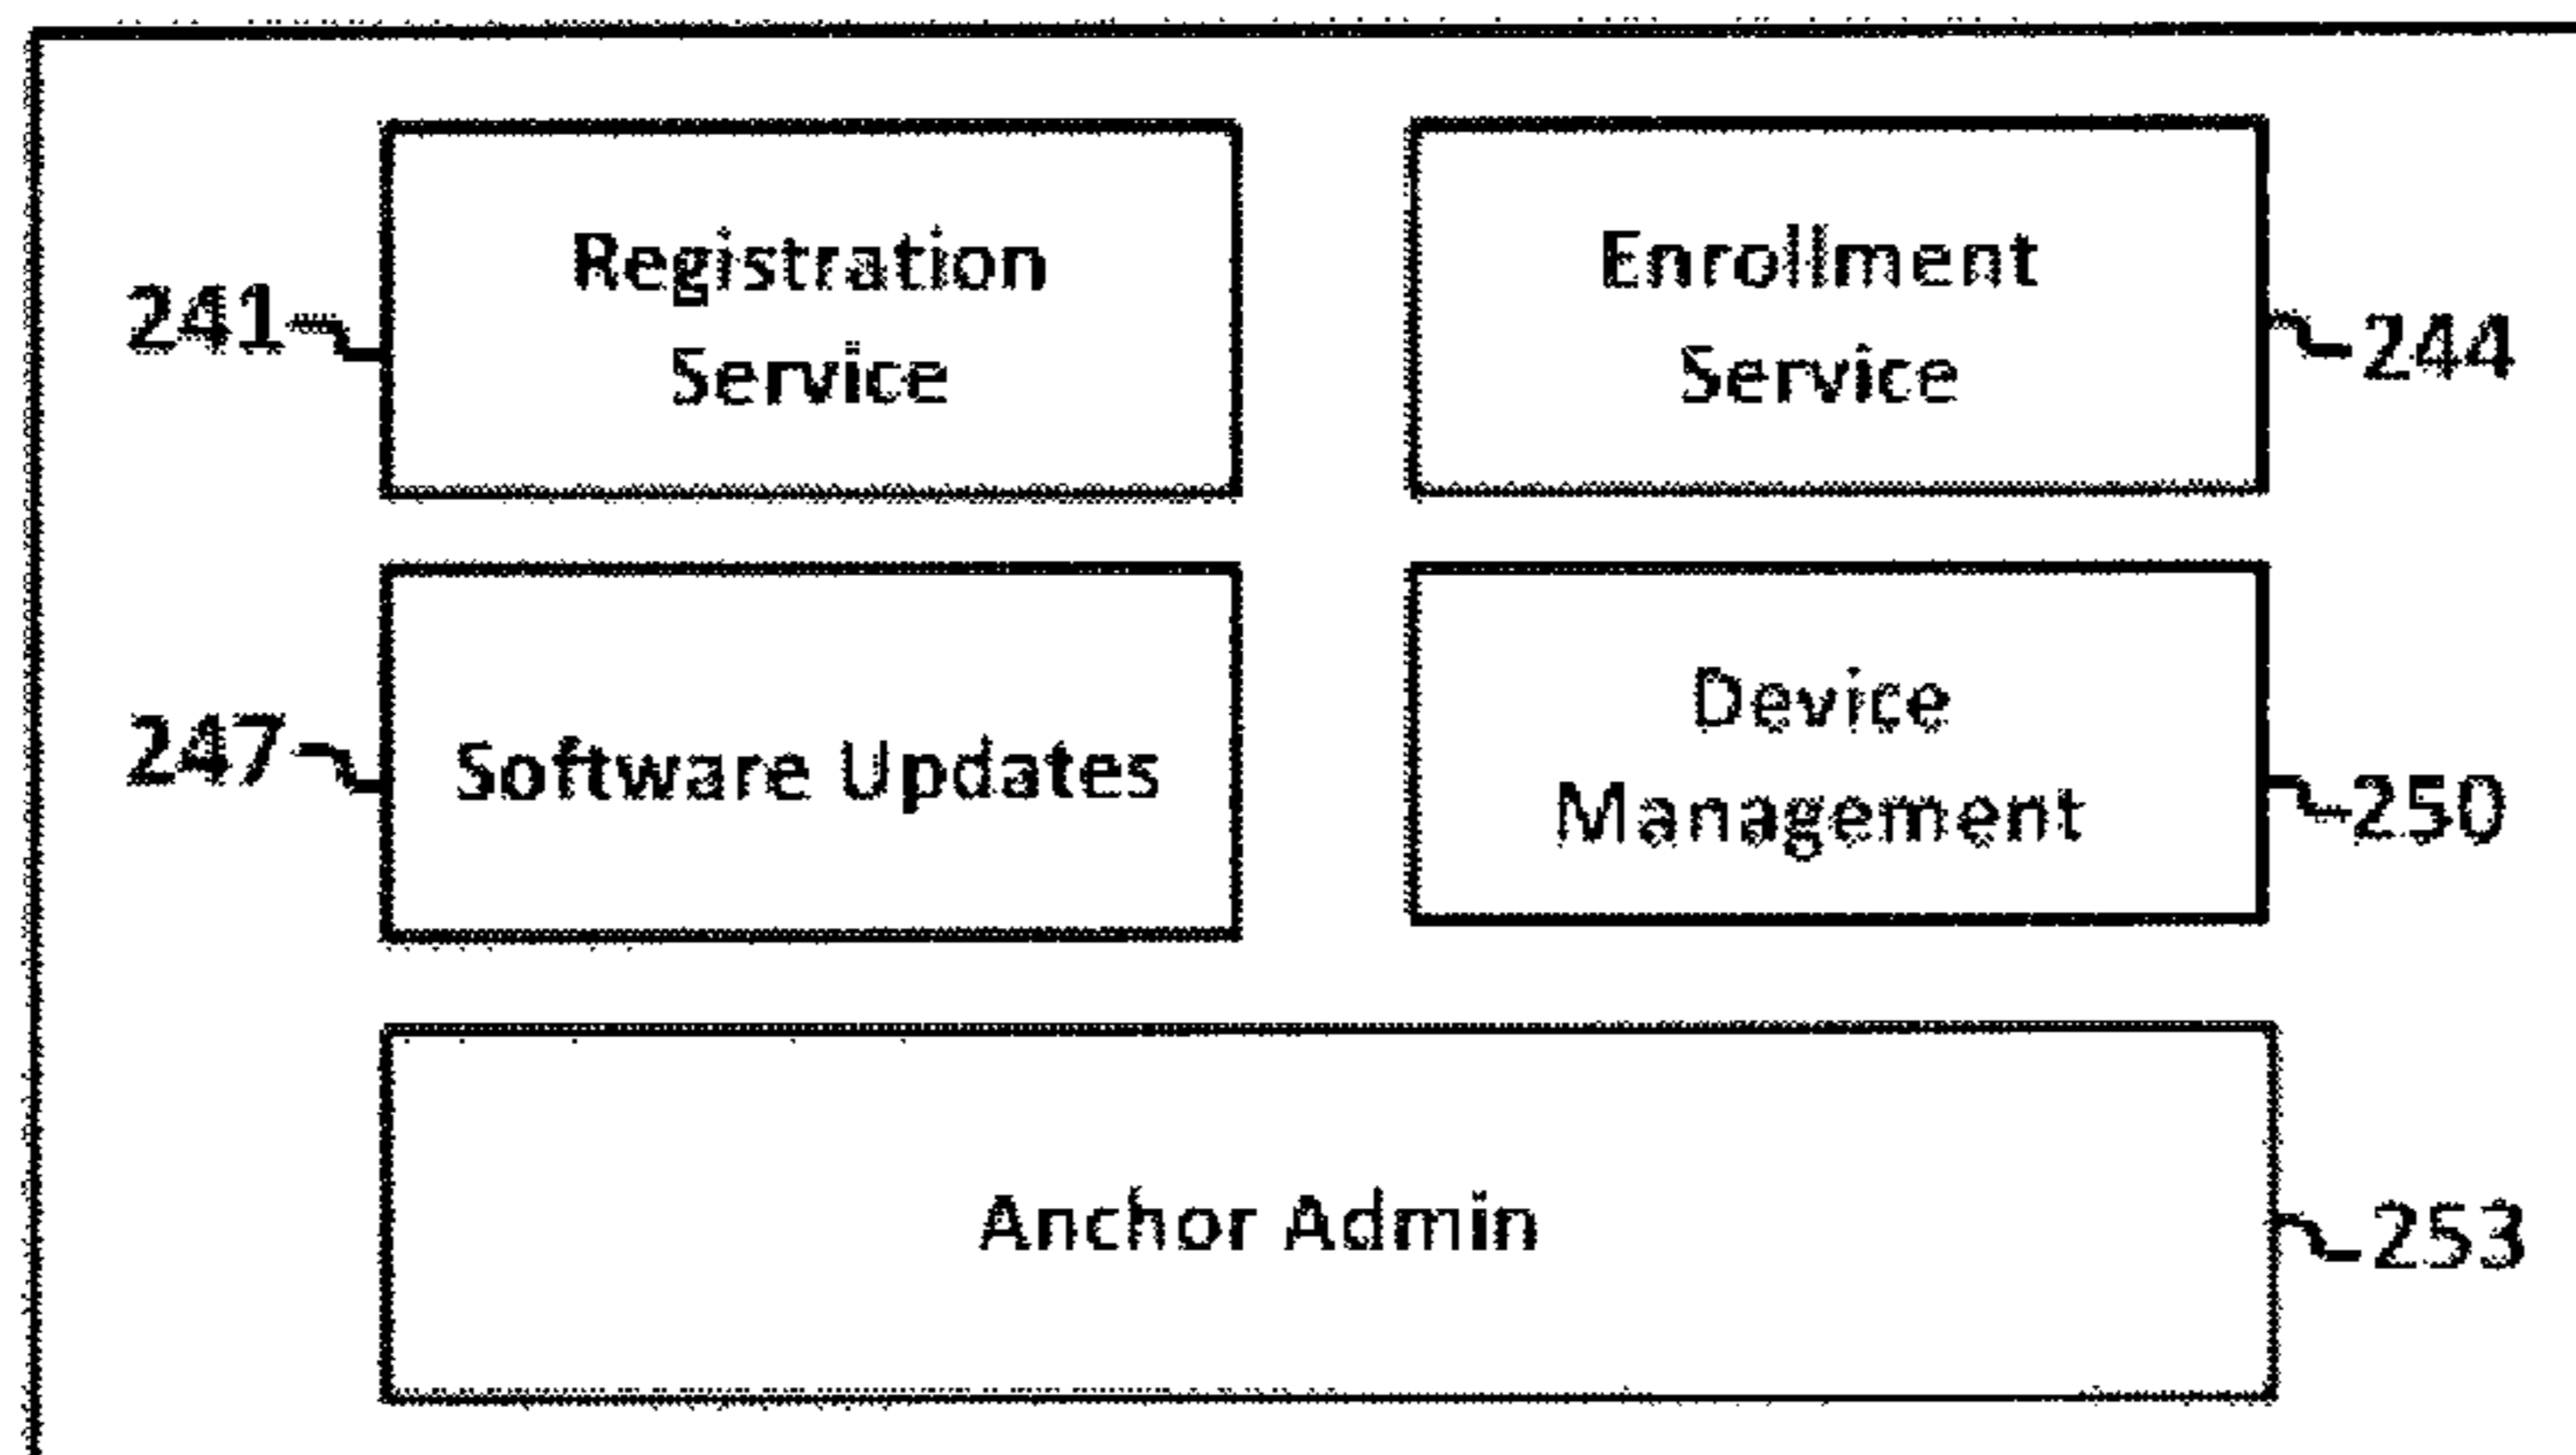 Registration
Service
241
Enrollment
Service
244
247
Software Updates
Device
Management
250
Anchor Admin
253